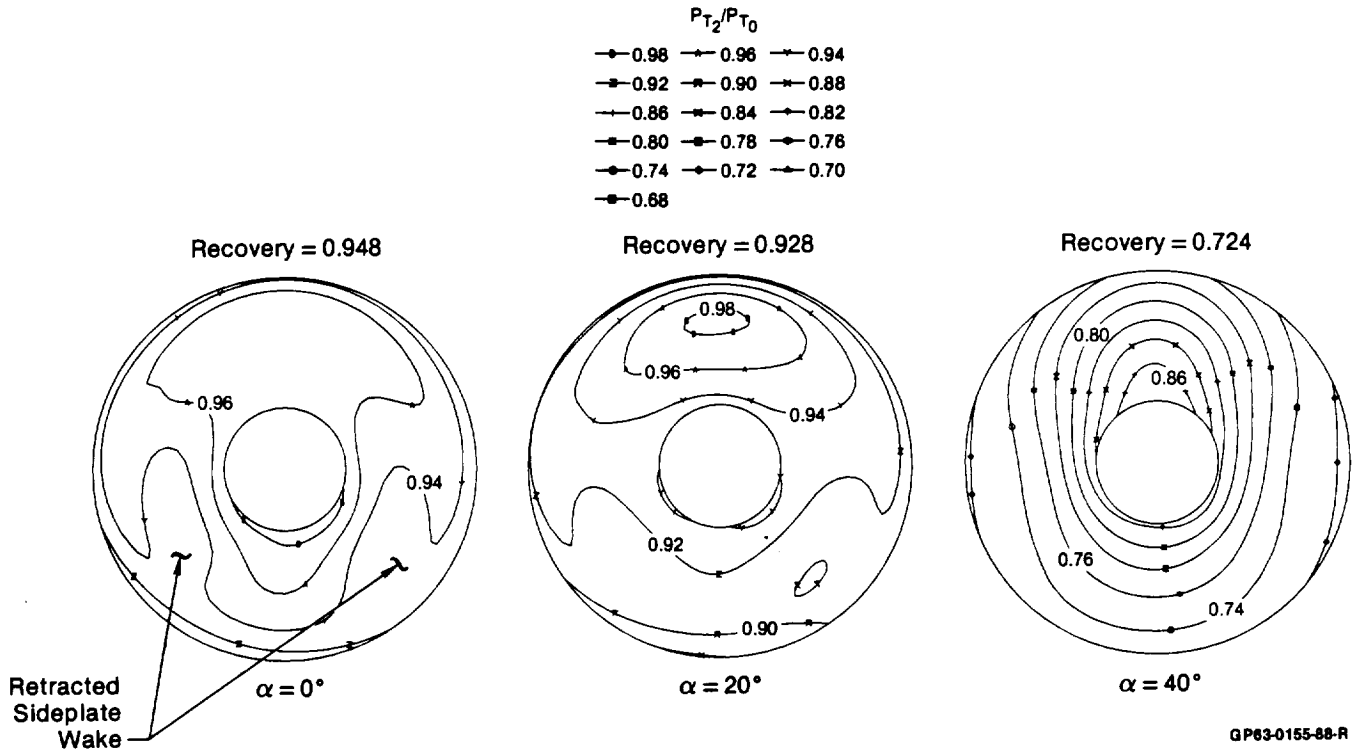 P_T2/P_T0
0.98 0.96 0.94
0.92 0.90 0.88
0.86 0.84 0.82
0.80 0.78 0.76
0.74 0.72 0.70
0.68
Recovery = 0.948
Recovery = 0.928
Recovery = 0.724
0.96
0.94
0.98
0.96
0.94
0.92
0.90
0.80
0.86
0.76
0.74
Retracted
Sideplate
Wake
α = 0°
α = 20°
α = 40°
GP63-0155-88-R